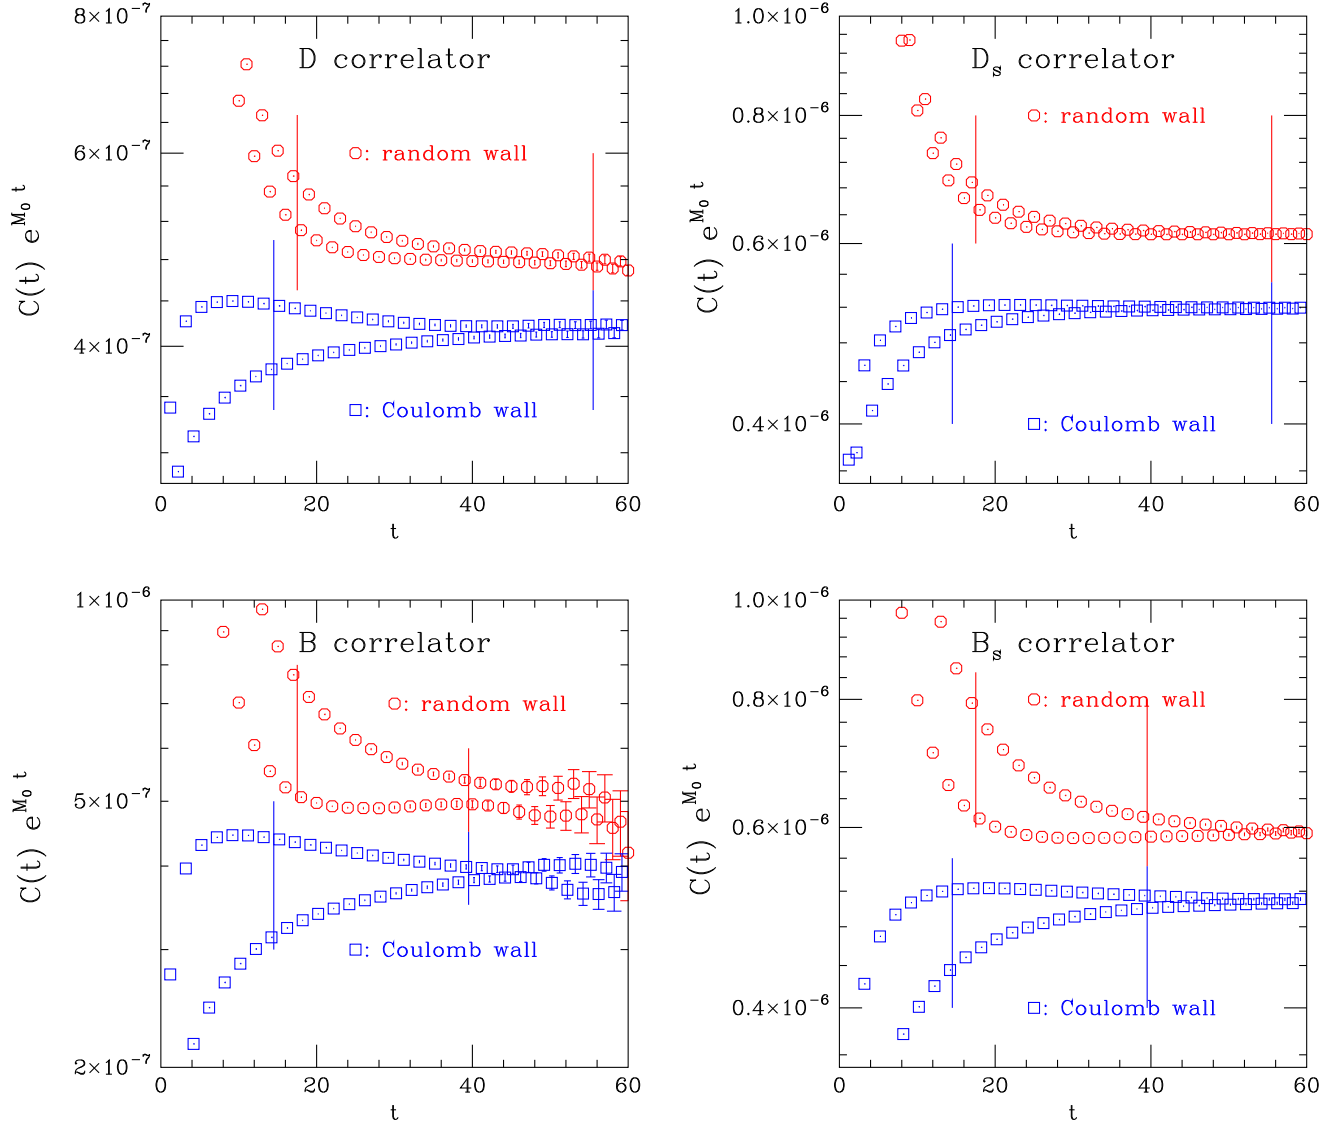 D correlator
8×10⁻⁷
6×10⁻⁷
4×10⁻⁷
C(t) e^{M₀ t}
○: random wall
□: Coulomb wall
0 20 40 60
t
Dₛ correlator
1.0×10⁻⁶
0.8×10⁻⁶
0.6×10⁻⁶
0.4×10⁻⁶
C(t) e^{M₀ t}
○: random wall
□: Coulomb wall
0 20 40 60
t
B correlator
1×10⁻⁶
5×10⁻⁷
2×10⁻⁷
C(t) e^{M₀ t}
○: random wall
□: Coulomb wall
0 20 40 60
t
Bₛ correlator
1.0×10⁻⁶
0.8×10⁻⁶
0.6×10⁻⁶
0.4×10⁻⁶
C(t) e^{M₀ t}
○: random wall
□: Coulomb wall
0 20 40 60
t